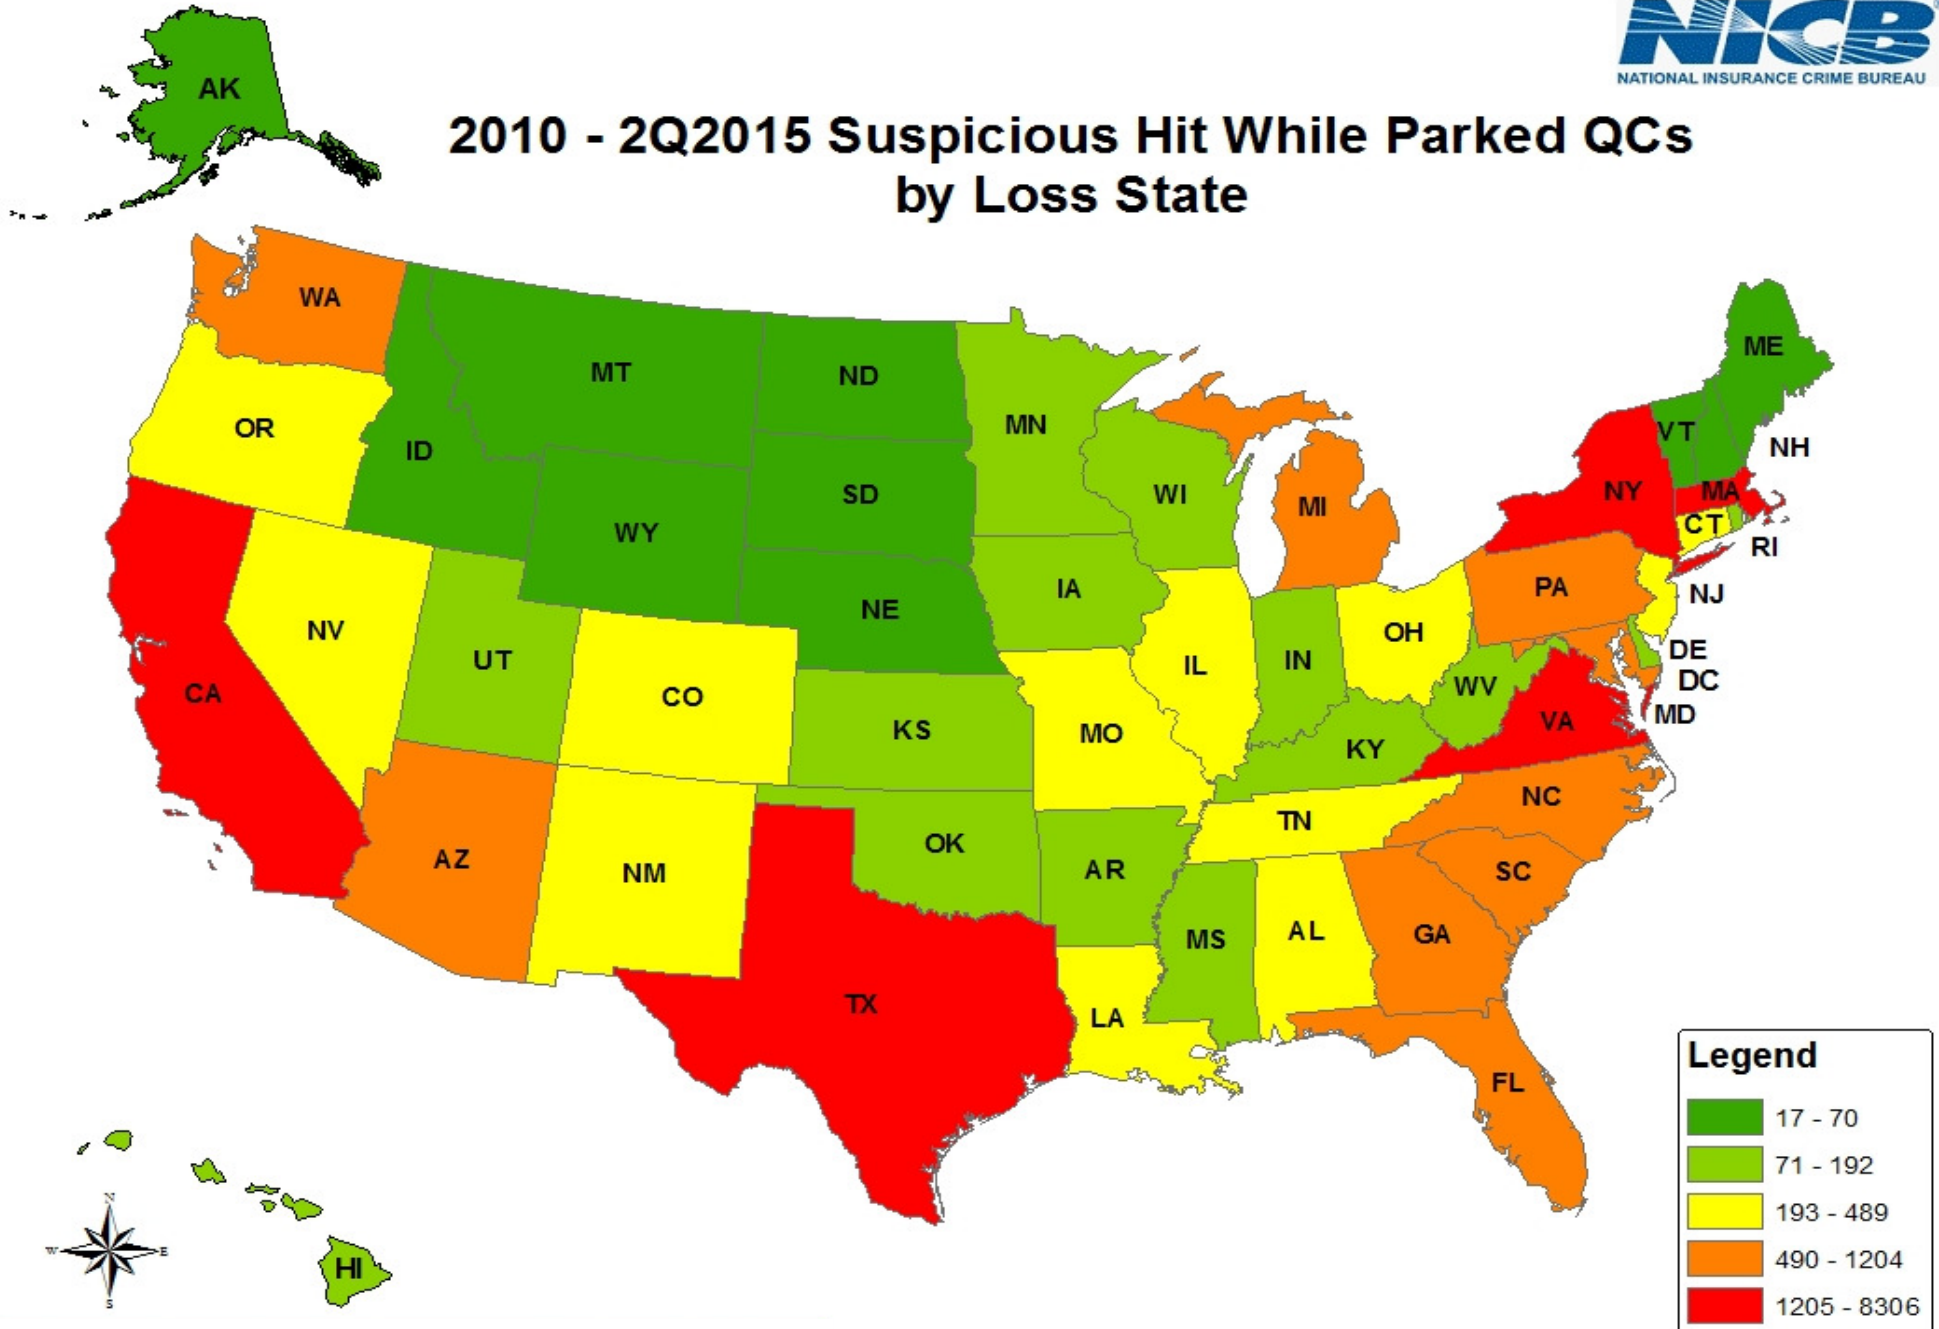 NICB
NATIONAL INSURANCE CRIME BUREAU
2010 - 2Q2015 Suspicious Hit While Parked QCs
by Loss State
AK
WA
MT
ND
MN
ME
OR
ID
SD
WI
MI
NY
VT
NH
MA
CT
RI
WY
NE
IA
PA
NJ
NV
UT
CO
KS
MO
IL
IN
OH
WV
DE
DC
MD
CA
KY
VA
AZ
NM
OK
AR
TN
NC
SC
TX
LA
MS
AL
GA
FL
HI
N
W
E
S
Legend
17 - 70
71 - 192
193 - 489
490 - 1204
1205 - 8306